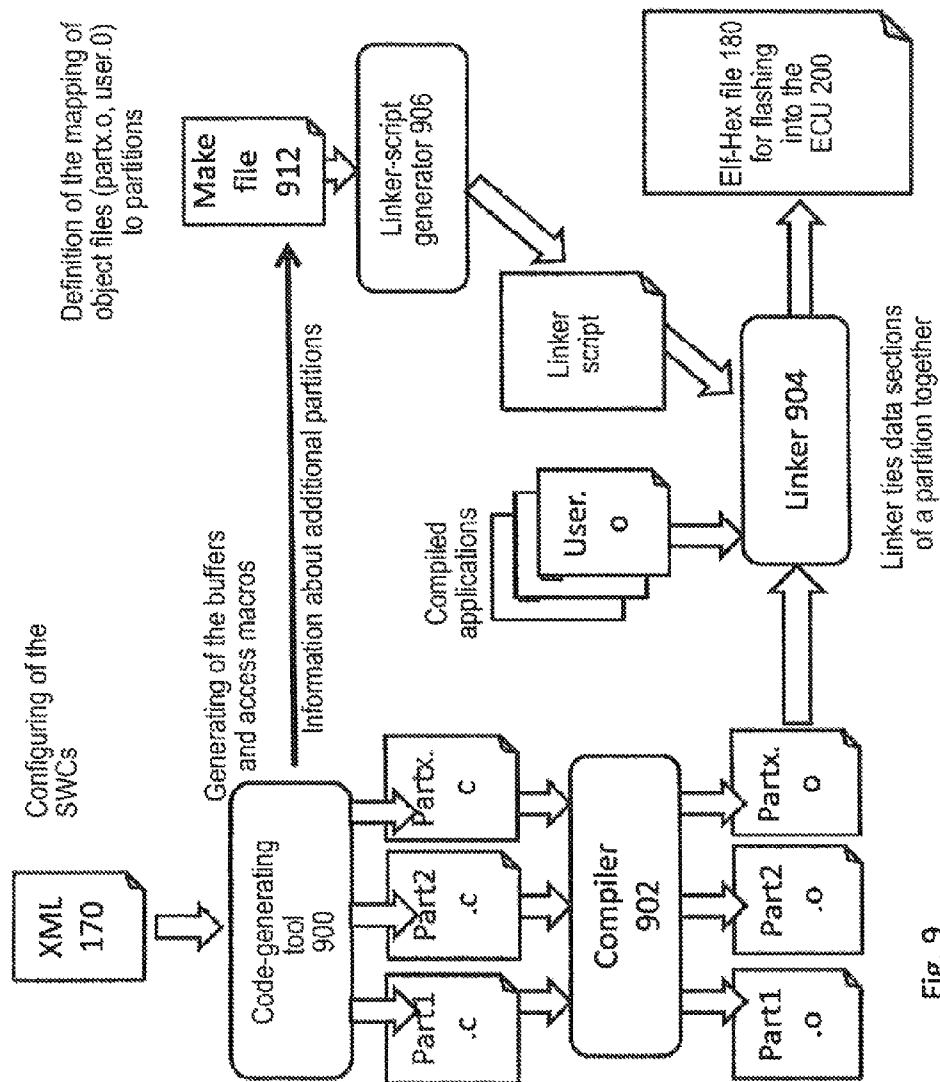 Configuring of the
SWCs
XML
170
Code-generating
tool
900
Generating of the buffers
and access macros
Information about additional partitions
Definition of the mapping of
object files (partx.o, user.0)
to partitions
Make
file
912
Linker-script
generator 906
Part1
.c
Part2
.c
Partx.
c
Compiler
902
Part1
.o
Part2
.o
Partx.
o
Compiled
applications
User.
o
Linker
script
Linker 904
Linker ties data sections
of a partition together
Elf-Hex file 180
for flashing
into the
ECU 200
Fig. 9